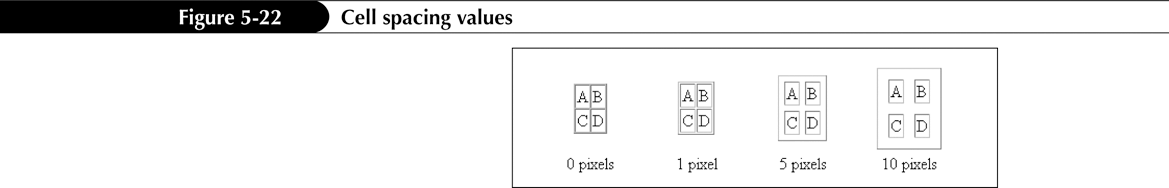 Figure 5-22 Cell spacing values
A B A B A B A B
C D C D C D C D
0 pixels 1 pixel 5 pixels 10 pixels